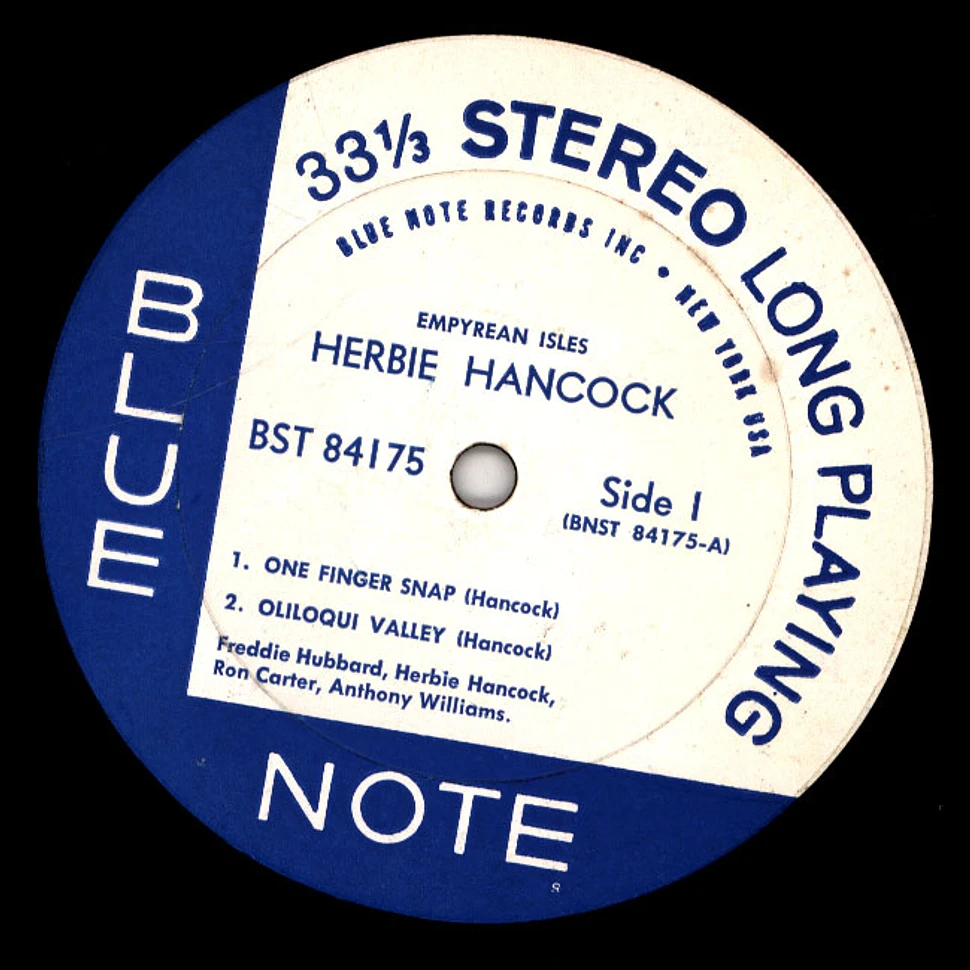 33⅓ STEREO LONG PLAYING
BLUE NOTE RECORDS INC • NEW YORK USA
EMPYREAN ISLES
HERBIE HANCOCK
BST 84175
Side 1
(BNST 84175-A)
1. ONE FINGER SNAP (Hancock)
2. OLILOQUI VALLEY (Hancock)
Freddie Hubbard, Herbie Hancock,
Ron Carter, Anthony Williams.
BLUE
NOTE